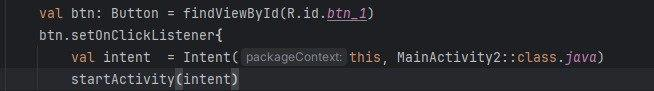 val btn: Button = findViewById(R.id.btn_1)
btn.setOnClickListener{
val intent  = Intent( packageContext: this, MainActivity2::class.java)
startActivity(intent)